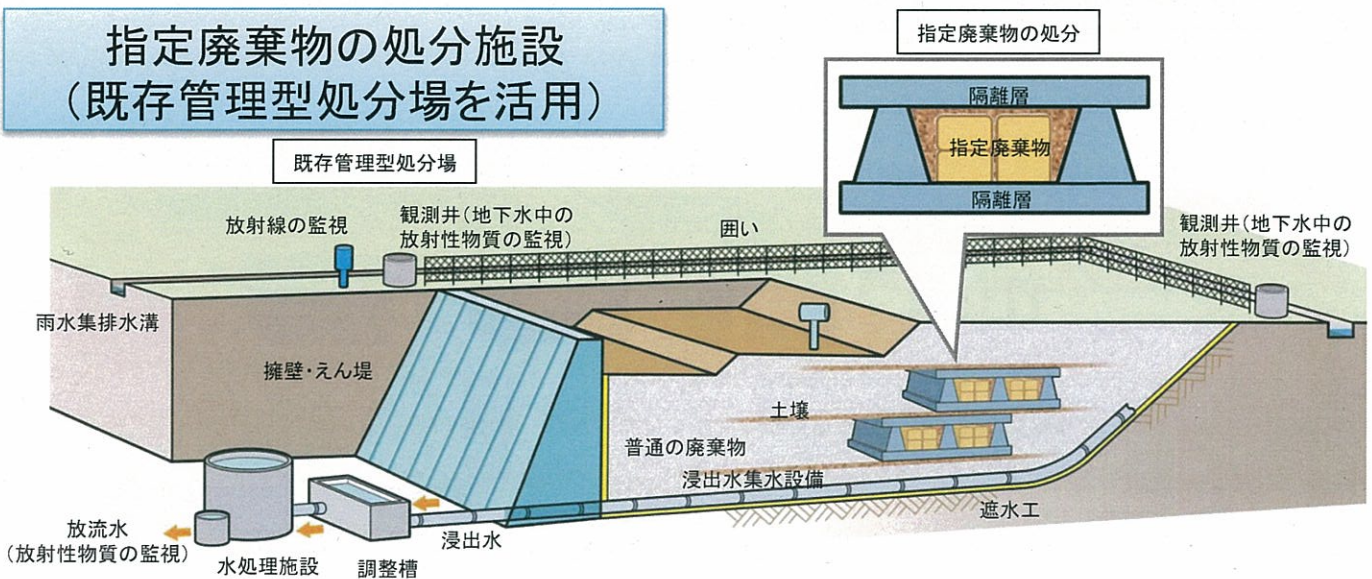 指定廃棄物の処分施設
（既存管理型処分場を活用）
指定廃棄物の処分
隔離層
指定廃棄物
隔離層
既存管理型処分場
放射線の監視
観測井（地下水中の
放射性物質の監視）
囲い
観測井（地下水中の
放射性物質の監視）
雨水集排水溝
擁壁・えん堤
土壌
普通の廃棄物
浸出水集水設備
遮水工
浸出水
放流水
（放射性物質の監視）
水処理施設
調整槽